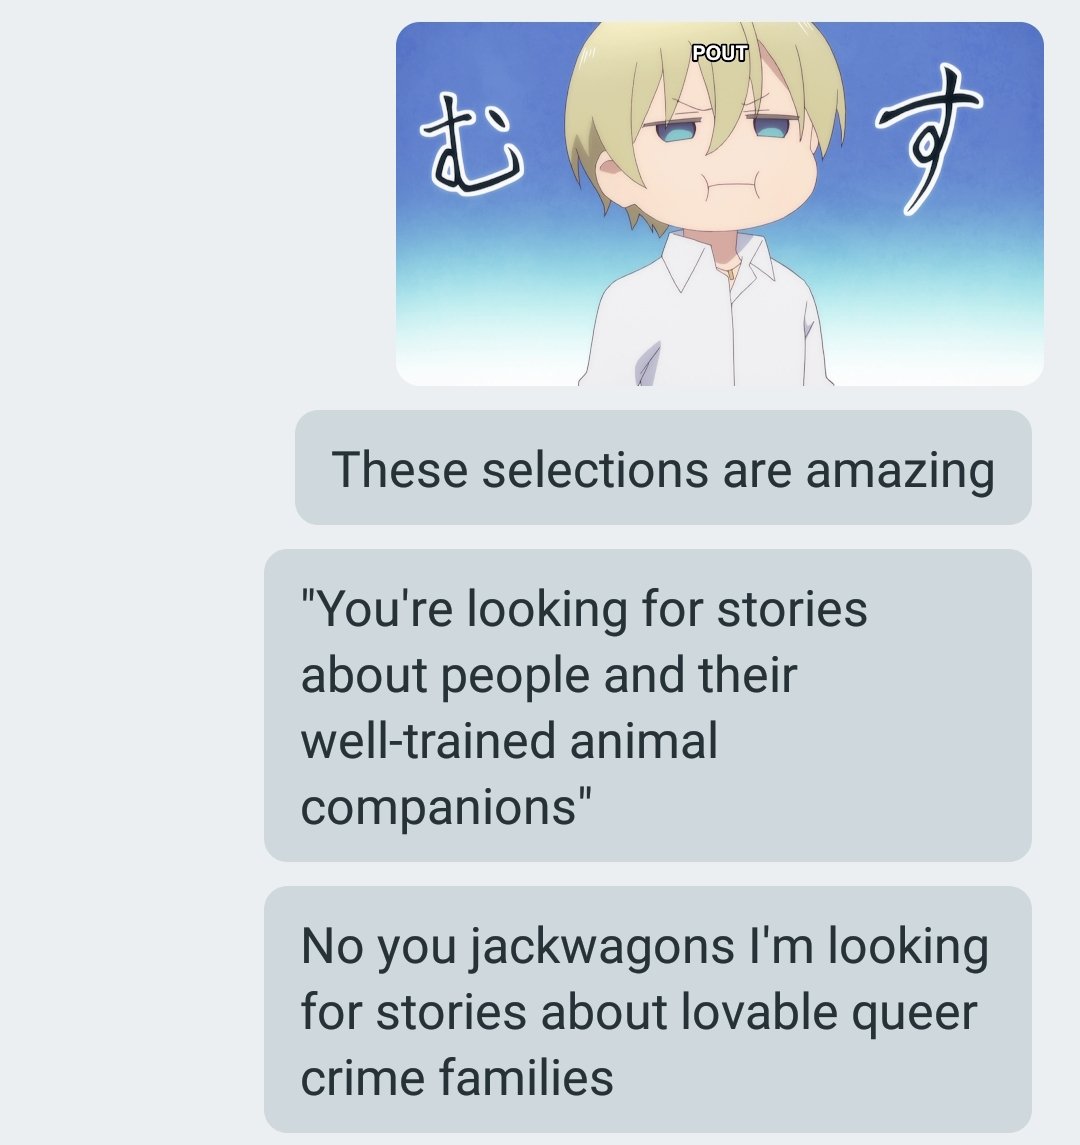 POUT
む す
These selections are amazing
"You're looking for stories
about people and their
well-trained animal
companions"
No you jackwagons I'm looking
for stories about lovable queer
crime families